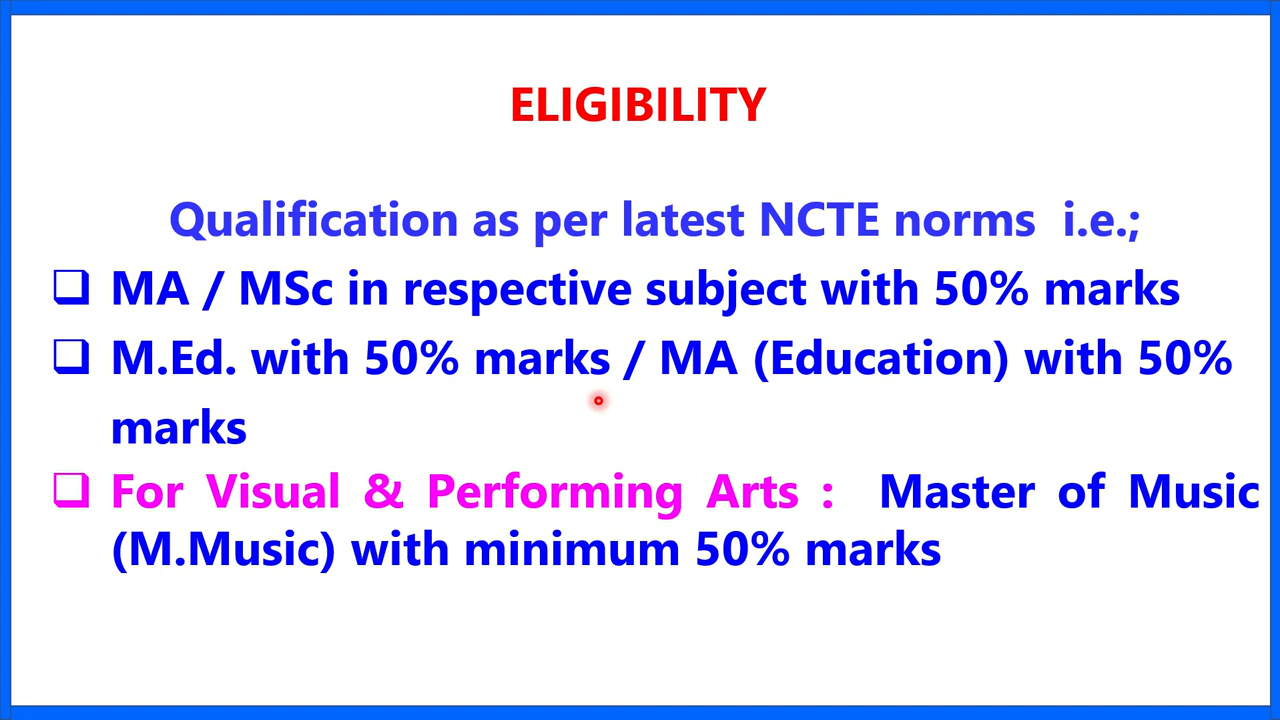 ELIGIBILITY
Qualification as per latest NCTE norms i.e.;
❑ MA / MSc in respective subject with 50% marks
❑ M.Ed. with 50% marks / MA (Education) with 50%
marks
❑ For Visual & Performing Arts : Master of Music
(M.Music) with minimum 50% marks